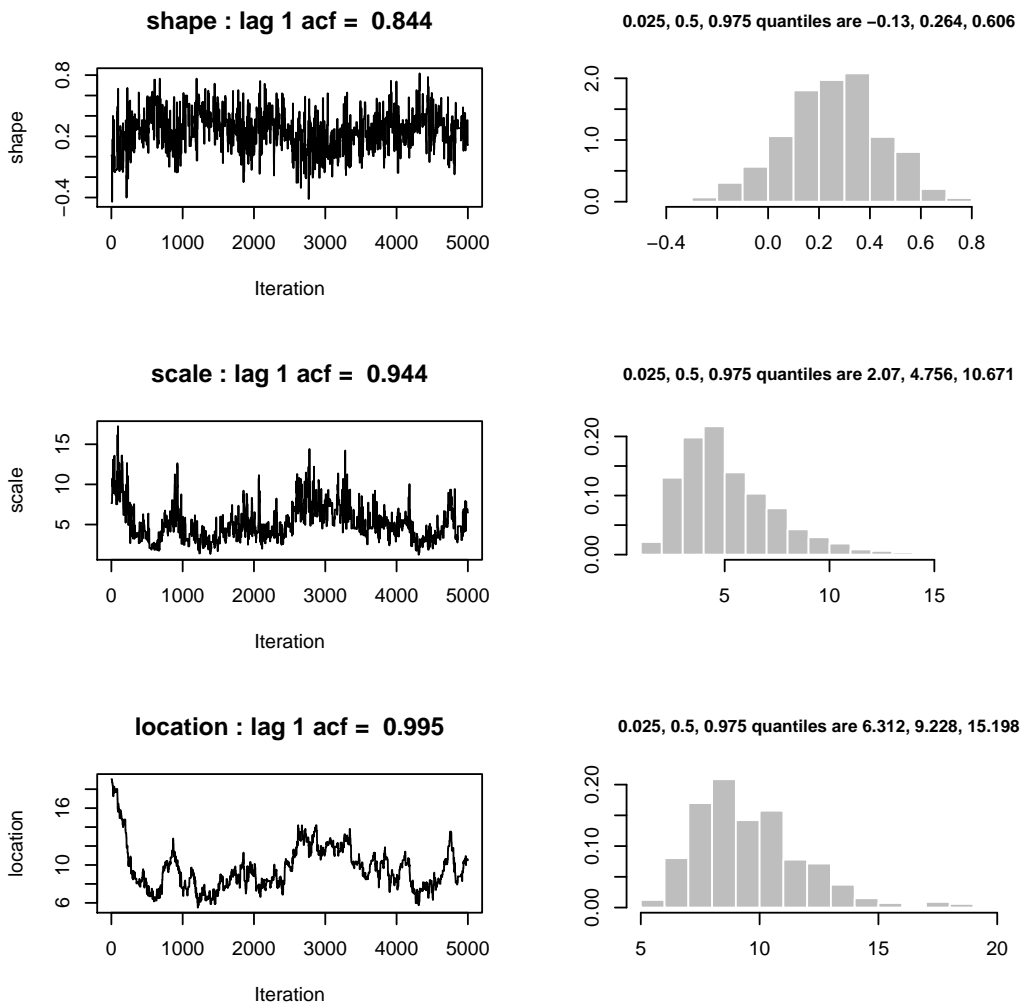 shape : lag 1 acf = 0.844
0.8
0.2
−0.4
shape
0 1000 2000 3000 4000 5000
Iteration
0.025, 0.5, 0.975 quantiles are −0.13, 0.264, 0.606
2.0
1.0
0.0
−0.4 0.0 0.2 0.4 0.6 0.8
scale : lag 1 acf = 0.944
15
10
5
scale
0 1000 2000 3000 4000 5000
Iteration
0.025, 0.5, 0.975 quantiles are 2.07, 4.756, 10.671
0.20
0.10
0.00
5 10 15
location : lag 1 acf = 0.995
16
10
6
location
0 1000 2000 3000 4000 5000
Iteration
0.025, 0.5, 0.975 quantiles are 6.312, 9.228, 15.198
0.20
0.10
0.00
5 10 15 20